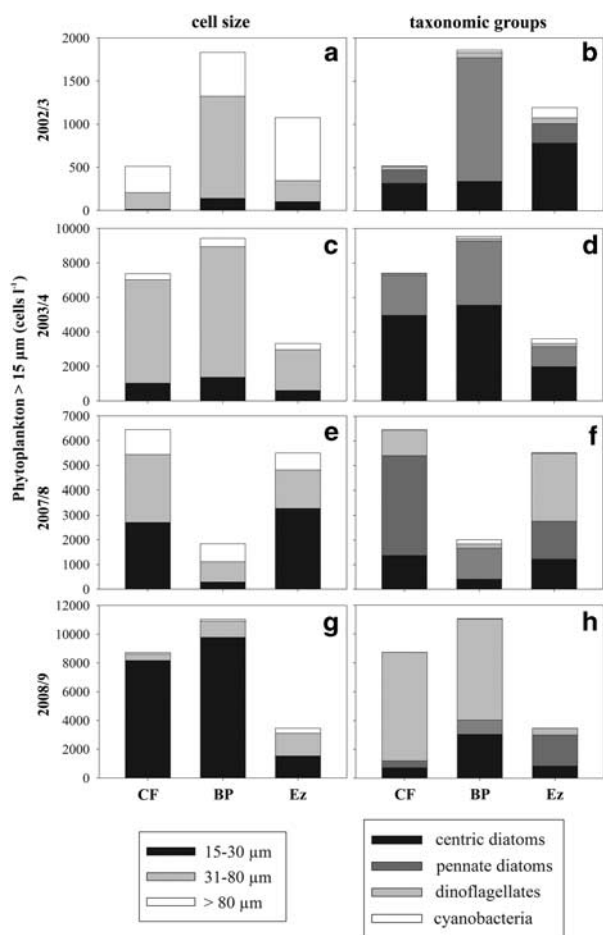 cell size
taxonomic groups
Phytoplankton > 15 µm (cells l⁻¹)
2002/3
2000
1500
1000
500
0
a
b
2003/4
10000
8000
6000
4000
2000
0
c
d
2007/8
7000
6000
5000
4000
3000
2000
1000
0
e
f
2008/9
12000
10000
8000
6000
4000
2000
0
g
h
CF BP Ez
CF BP Ez
15-30 µm
31-80 µm
> 80 µm
centric diatoms
pennate diatoms
dinoflagellates
cyanobacteria